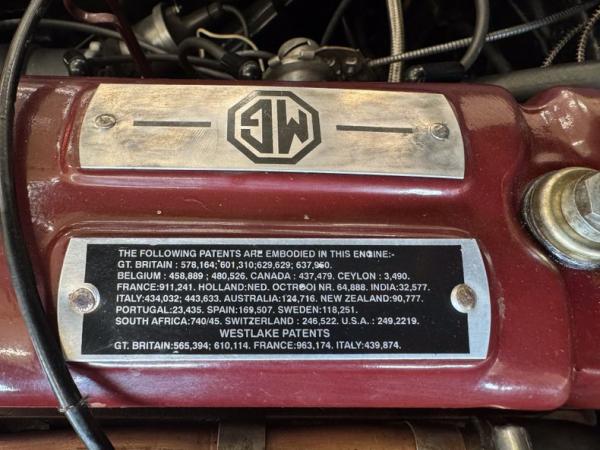 MG
THE FOLLOWING PATENTS ARE EMBODIED IN THIS ENGINE:-
GT. BRITAIN : 578,164; 601,310;629,629; 637,960.
BELGIUM : 458,889 ; 480,526. CANADA : 437,479. CEYLON : 3,490.
FRANCE:911,241. HOLLAND:NED. OCTROOI NR. 64,888. INDIA:32,577.
ITALY:434,032; 443,633. AUSTRALIA:124,716. NEW ZEALAND:90,777.
PORTUGAL:23,435. SPAIN:169,507. SWEDEN:118,251.
SOUTH AFRICA:740/45. SWITZERLAND : 246,522. U.S.A. : 249,2219.
WESTLAKE PATENTS
GT. BRITAIN:565,394; 610,114. FRANCE:963,174. ITALY:439,874.